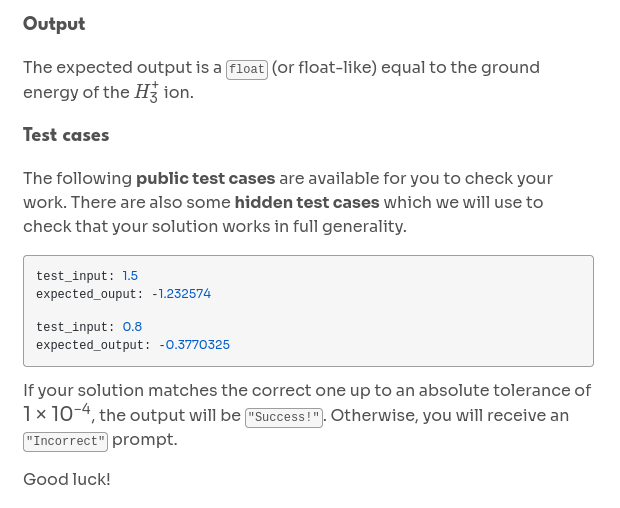 Output
The expected output is a float (or float-like) equal to the ground
energy of the H₃⁺ ion.
Test cases
The following public test cases are available for you to check your
work. There are also some hidden test cases which we will use to
check that your solution works in full generality.
test_input: 1.5
expected_ouput: -1.232574
test_input: 0.8
expected_output: -0.3770325
If your solution matches the correct one up to an absolute tolerance of
1 × 10⁻⁴, the output will be "Success!". Otherwise, you will receive an
"Incorrect" prompt.
Good luck!